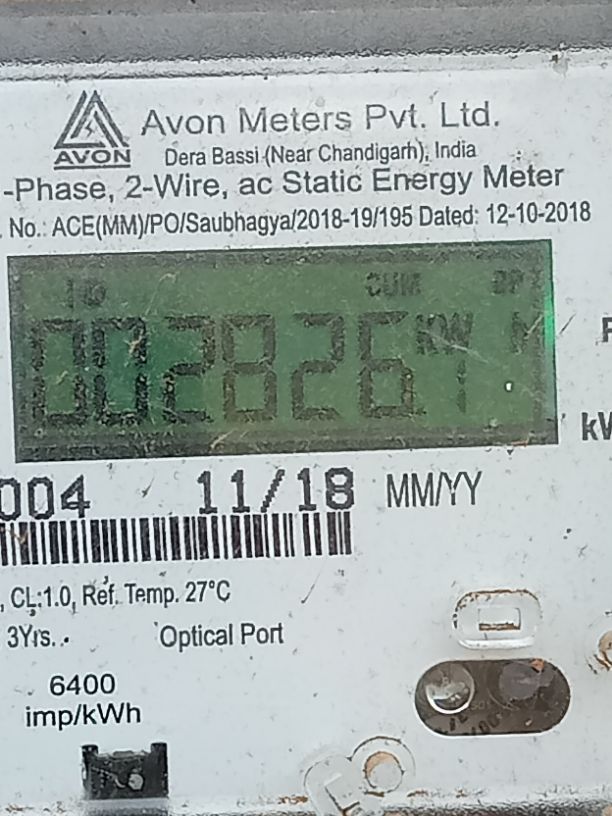 AVON
Avon Meters Pvt. Ltd.
Dera Bassi (Near Chandigarh), India
-Phase, 2-Wire, ac Static Energy Meter
. No.: ACE(MM)/PO/Saubhagya/2018-19/195 Dated: 12-10-2018
CUM
002826.1 KW
004 11/18 MM/YY
, CL:1.0, Ref. Temp. 27°C
3Yrs. Optical Port
6400
imp/kWh